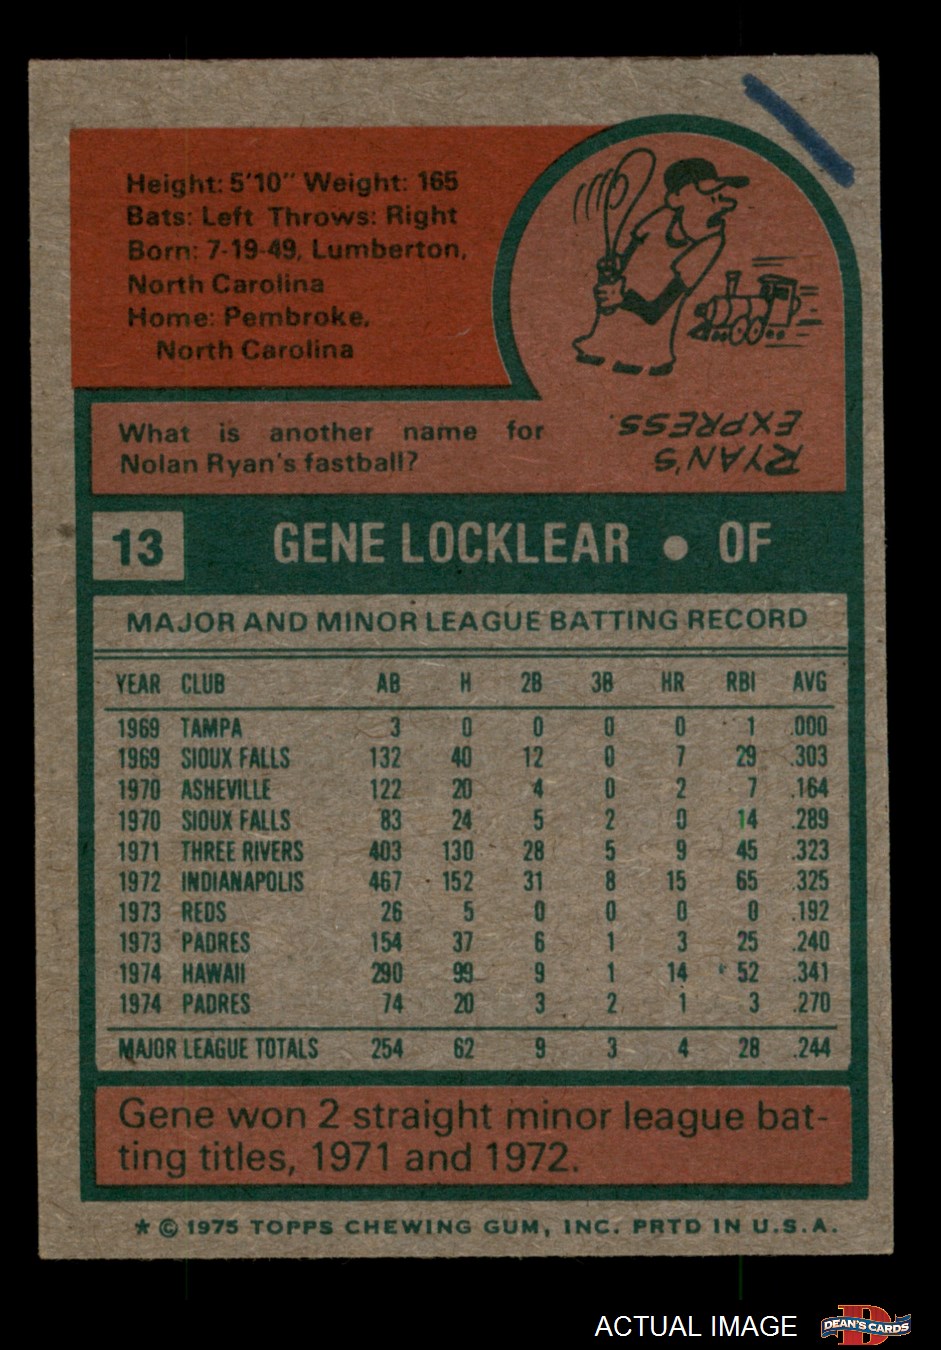 Height: 5'10" Weight: 165
Bats: Left Throws: Right
Born: 7-19-49, Lumberton,
North Carolina
Home: Pembroke,
North Carolina
What is another name for
Nolan Ryan's fastball?
RYAN'S
EXPRESS.
13 GENE LOCKLEAR • OF
MAJOR AND MINOR LEAGUE BATTING RECORD
YEAR CLUB AB H 2B 3B HR RBI AVG
1969 TAMPA 3 0 0 0 0 1 .000
1969 SIOUX FALLS 132 40 12 0 7 29 .303
1970 ASHEVILLE 122 20 4 0 2 7 .164
1970 SIOUX FALLS 83 24 5 2 0 14 .289
1971 THREE RIVERS 403 130 28 5 9 45 .323
1972 INDIANAPOLIS 467 152 31 8 15 65 .325
1973 REDS 26 5 0 0 0 0 .192
1973 PADRES 154 37 6 1 3 25 .240
1974 HAWAII 290 99 9 1 14 52 .341
1974 PADRES 74 20 3 2 1 3 .270
MAJOR LEAGUE TOTALS 254 62 9 3 4 28 .244
Gene won 2 straight minor league bat-
ting titles, 1971 and 1972.
* © 1975 TOPPS CHEWING GUM, INC. PRTD IN U.S.A.
ACTUAL IMAGE
D
DEAN'S CARDS